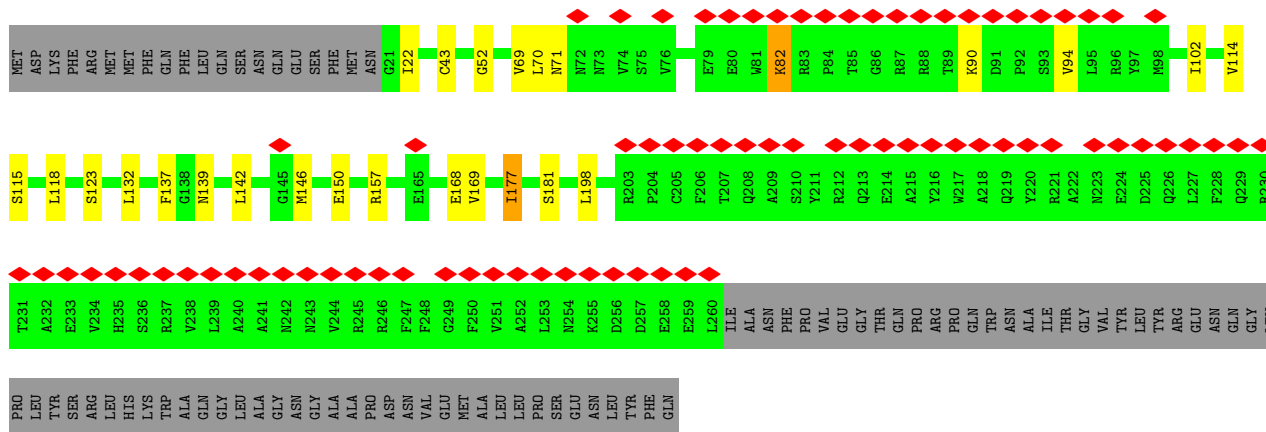 MET ASP LYS PHE ARG MET MET PHE GLN PHE LEU GLN SER ASN GLN GLU SER PHE MET ASN G21 I22 C43 G52 V69 L70 N71 N72 N73 V74 S75 V76 E79 E80 W81 K82 R83 P84 T85 G86 R87 R88 T89 K90 D91 P92 S93 V94 L95 R96 Y97 M98 I102 V114
S115 L118 S123 L132 F137 G138 N139 L142 G145 M146 E150 R157 E165 E168 V169 I177 S181 L198 R203 P204 C205 F206 T207 Q208 A209 S210 Y211 R212 Q213 E214 A215 Y216 W217 A218 Q219 Y220 R221 A222 N223 E224 D225 Q226 L227 F228 Q229 R230
T231 A232 E233 V234 H235 S236 R237 V238 L239 A240 A241 N242 N243 V244 R245 R246 F247 F248 G249 F250 V251 A252 L253 N254 K255 D256 D257 E258 E259 L260 ILE ALA ASN PHE PRO VAL GLU GLY THR GLN PRO ARG PRO GLN TRP ASN ALA ILE THR GLY VAL TYR LEU TYR ARG GLU ASN GLN GLY
PRO LEU TYR SER ARG LEU HIS LYS TRP ALA GLN GLY LEU ALA GLY ASN GLY ALA ALA PRO ASP ASN VAL GLU MET ALA LEU LEU PRO SER GLU ASN LEU TYR PHE GLN